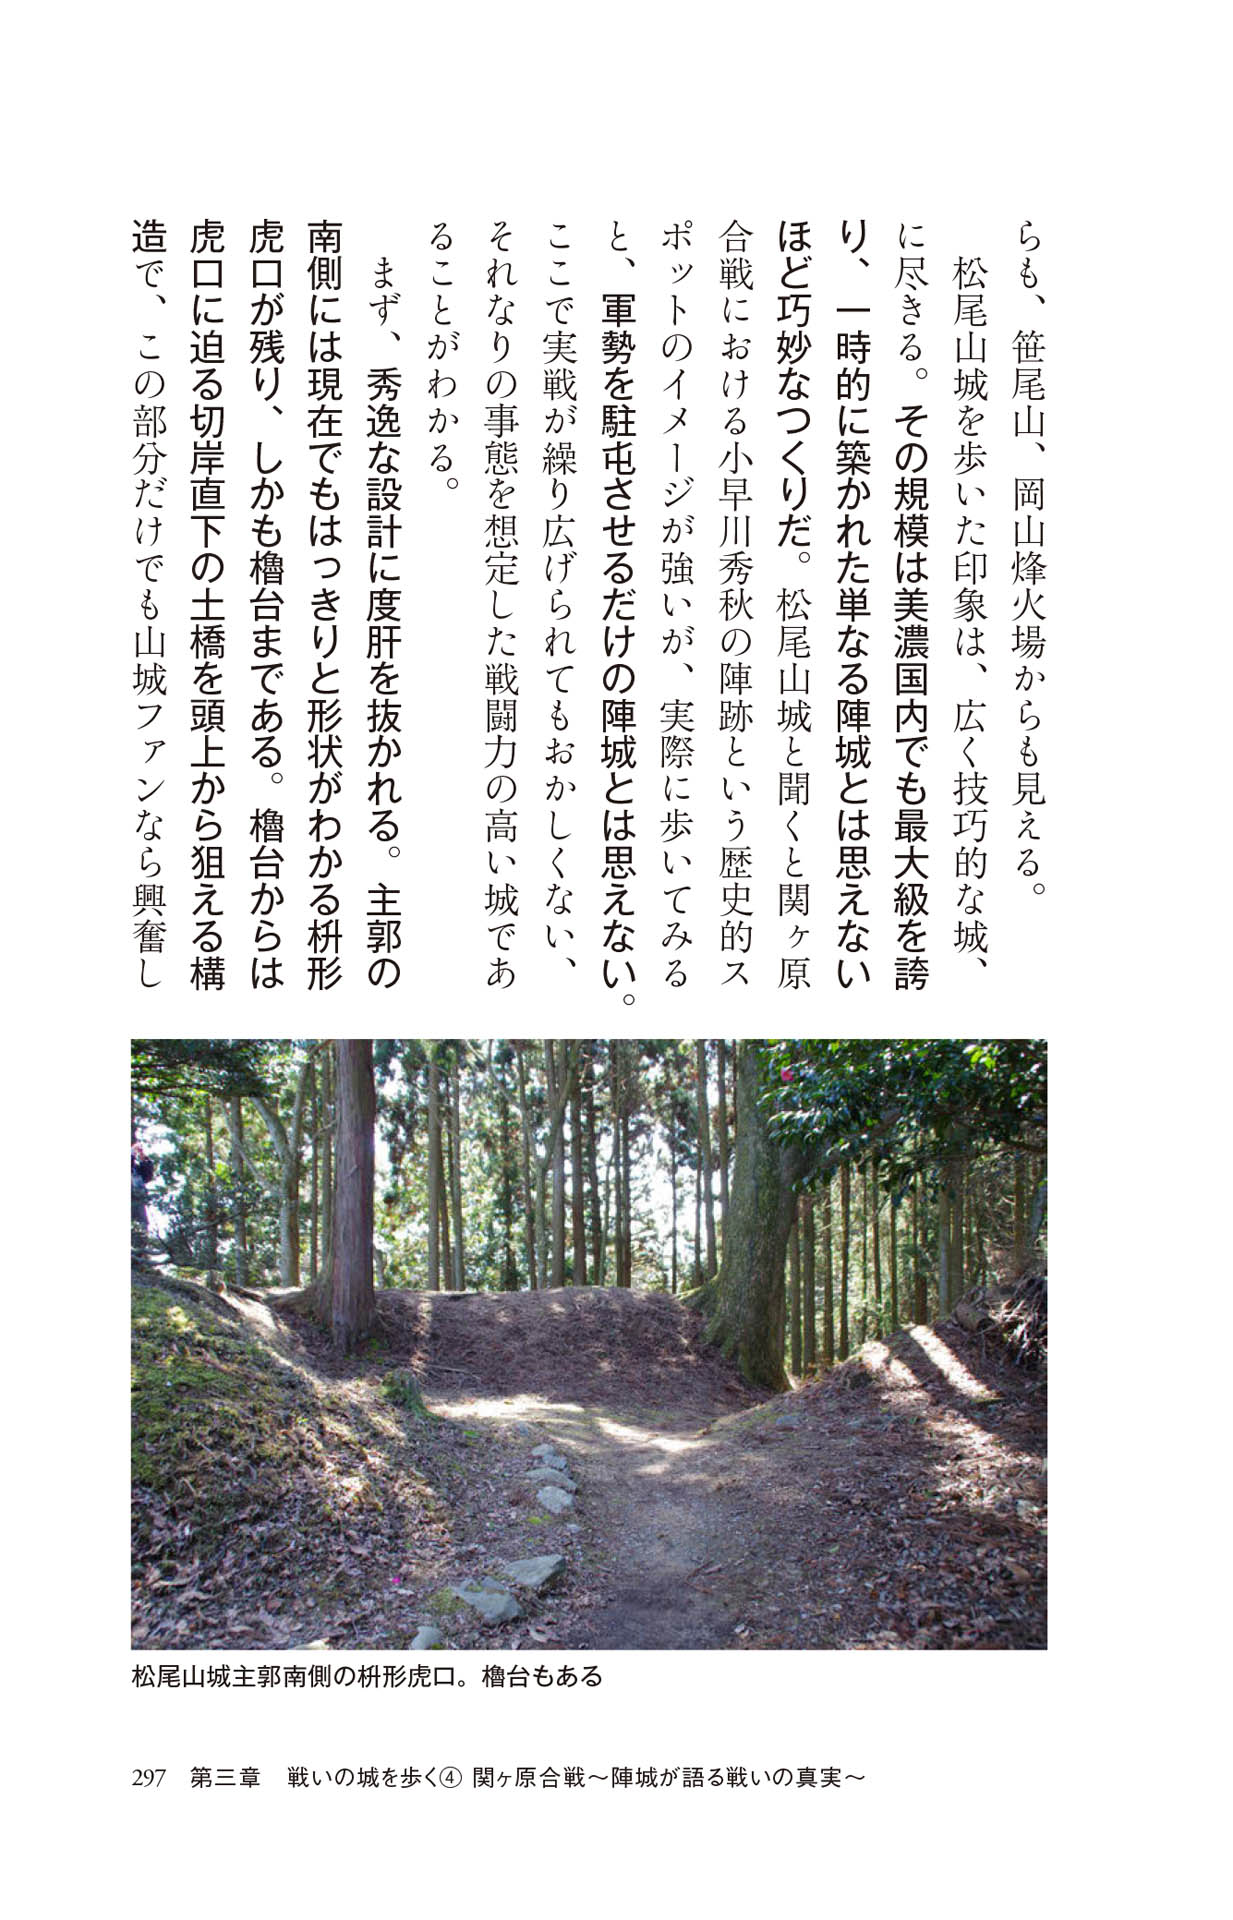 らも、笹尾山、岡山烽火場からも見える。
　松尾山城を歩いた印象は、広く技巧的な城、
に尽きる。その規模は美濃国内でも最大級を誇
り、一時的に築かれた単なる陣城とは思えない
ほど巧妙なつくりだ。松尾山城と聞くと関ヶ原
合戦における小早川秀秋の陣跡という歴史的ス
ポットのイメージが強いが、実際に歩いてみる
と、軍勢を駐屯させるだけの陣城とは思えない。
ここで実戦が繰り広げられてもおかしくない、
それなりの事態を想定した戦闘力の高い城であ
ることがわかる。
　まず、秀逸な設計に度肝を抜かれる。主郭の
南側には現在でもはっきりと形状がわかる枡形
虎口が残り、しかも櫓台まである。櫓台からは
虎口に迫る切岸直下の土橋を頭上から狙える構
造で、この部分だけでも山城ファンなら興奮し
松尾山城主郭南側の枡形虎口。櫓台もある
297　第三章　戦いの城を歩く④ 関ヶ原合戦〜陣城が語る戦いの真実〜